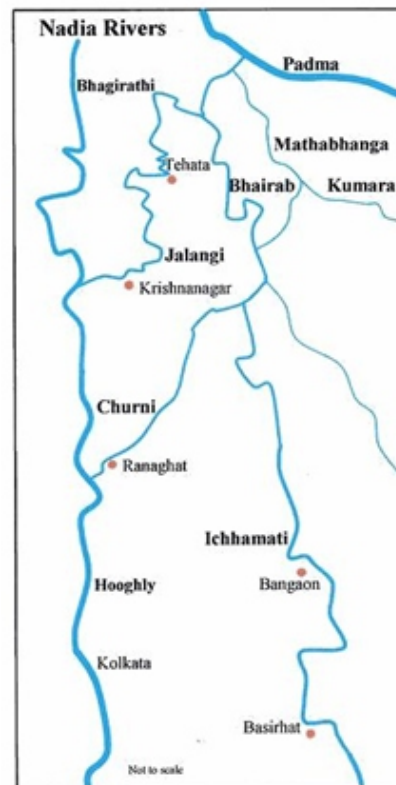 Nadia Rivers
Padma
Bhagirathi
Mathabhanga
Tehata
Bhairab
Kumara
Jalangi
Krishnanagar
Churni
Ranaghat
Ichhamati
Bangaon
Hooghly
Kolkata
Basirhat
Not to scale